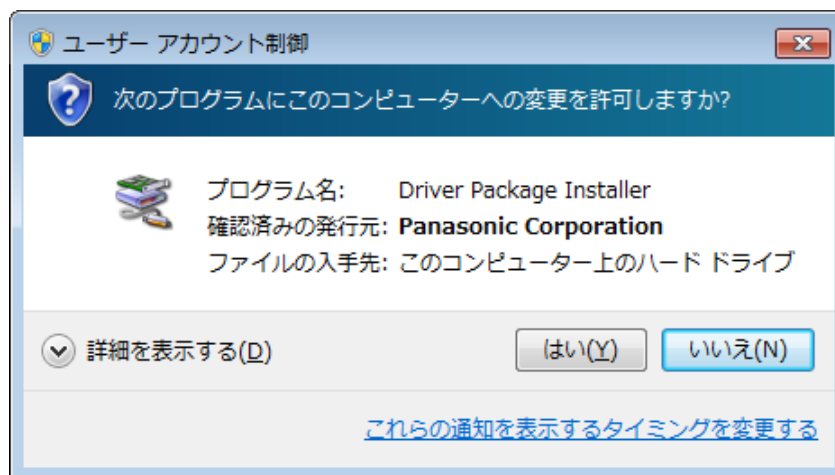 ユーザー アカウント制御
次のプログラムにこのコンピューターへの変更を許可しますか?
プログラム名: Driver Package Installer
確認済みの発行元: Panasonic Corporation
ファイルの入手先: このコンピューター上のハード ドライブ
詳細を表示する(D) はい(Y) いいえ(N)
これらの通知を表示するタイミングを変更する